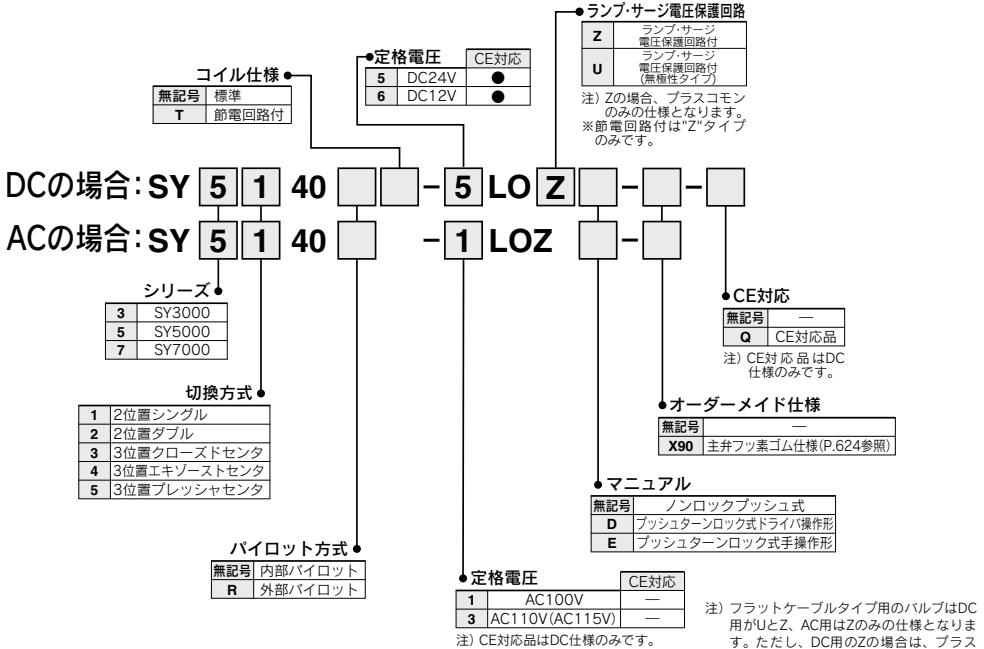 ランプ・サージ電圧保護回路
Z ランプ・サージ
電圧保護回路付
U ランプ・サージ
電圧保護回路付
(無極性タイプ)
注) Zの場合、プラスコモン
のみの仕様となります。
※節電回路付は"Z"タイプ
のみです。
定格電圧 CE対応
5 DC24V ●
6 DC12V ●
コイル仕様
無記号 標準
T 節電回路付
DCの場合:SY 5 1 40 - 5 LO Z - -
ACの場合:SY 5 1 40 - 1 LOZ -
シリーズ
3 SY3000
5 SY5000
7 SY7000
切換方式
1 2位置シングル
2 2位置ダブル
3 3位置クローズドセンタ
4 3位置エキゾーストセンタ
5 3位置プレッシャセンタ
パイロット方式
無記号 内部パイロット
R 外部パイロット
CE対応
無記号 ―
Q CE対応品
注) CE対応品はDC
仕様のみです。
オーダーメイド仕様
無記号 ―
X90 主弁フッ素ゴム仕様(P.624参照)
マニュアル
無記号 ノンロックプッシュ式
D プッシュターンロック式ドライバ操作形
E プッシュターンロック式手操作形
定格電圧 CE対応
1 AC100V ―
3 AC110V(AC115V) ―
注) CE対応品はDC仕様のみです。
注) フラットケーブルタイプ用のバルブはDC
用がUとZ、AC用はZのみの仕様となりま
す。ただし、DC用のZの場合は、プラス